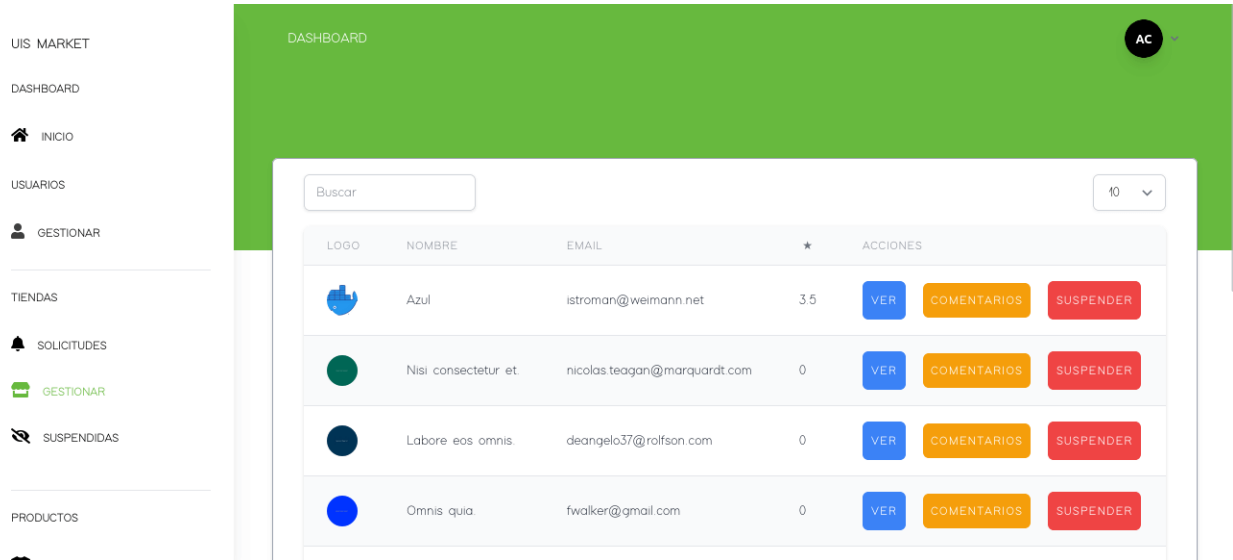 UIS MARKET
DASHBOARD
INICIO
USUARIOS
GESTIONAR
TIENDAS
SOLICITUDES
GESTIONAR
SUSPENDIDAS
PRODUCTOS
DASHBOARD
AC
Buscar
10
LOGO NOMBRE EMAIL ★ ACCIONES
Azul istroman@weimann.net 3.5 VER COMENTARIOS SUSPENDER
Nisi consectetur et. nicolas.teagan@marquardt.com 0 VER COMENTARIOS SUSPENDER
Labore eos omnis. deangelo37@rolfson.com 0 VER COMENTARIOS SUSPENDER
Omnis quia. fwalker@gmail.com 0 VER COMENTARIOS SUSPENDER